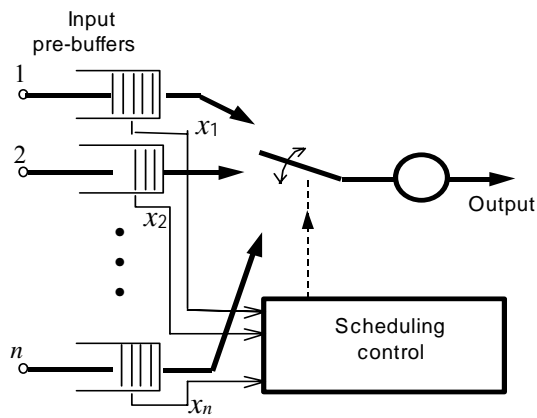 Input
pre-buffers
1
x1
2
x2
Output
Scheduling
control
n
xn